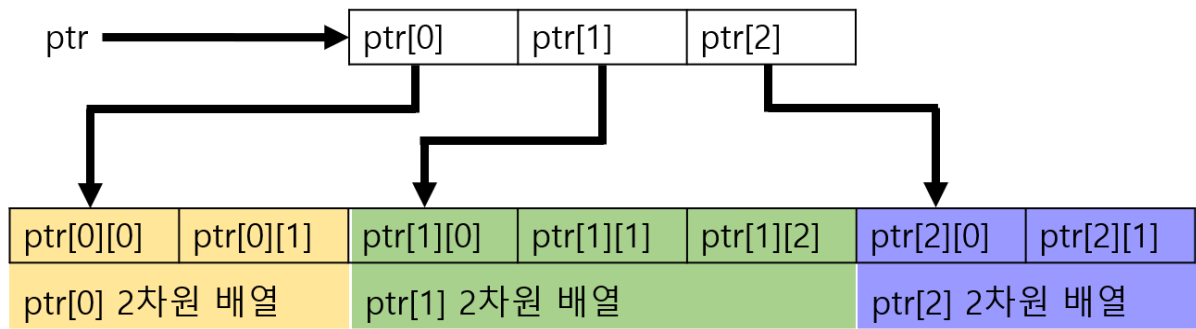 ptr ptr[0] ptr[1] ptr[2]
ptr[0][0] ptr[0][1] ptr[1][0] ptr[1][1] ptr[1][2] ptr[2][0] ptr[2][1]
ptr[0] 2차원 배열 ptr[1] 2차원 배열 ptr[2] 2차원 배열